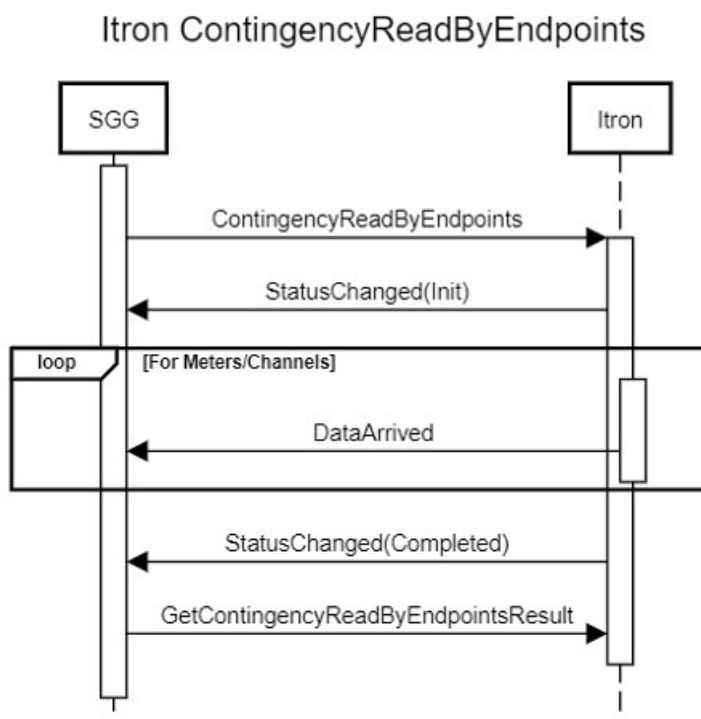 Itron ContingencyReadByEndpoints
SGG
Itron
ContingencyReadByEndpoints
StatusChanged(Init)
loop
[For Meters/Channels]
DataArrived
StatusChanged(Completed)
GetContingencyReadByEndpointsResult